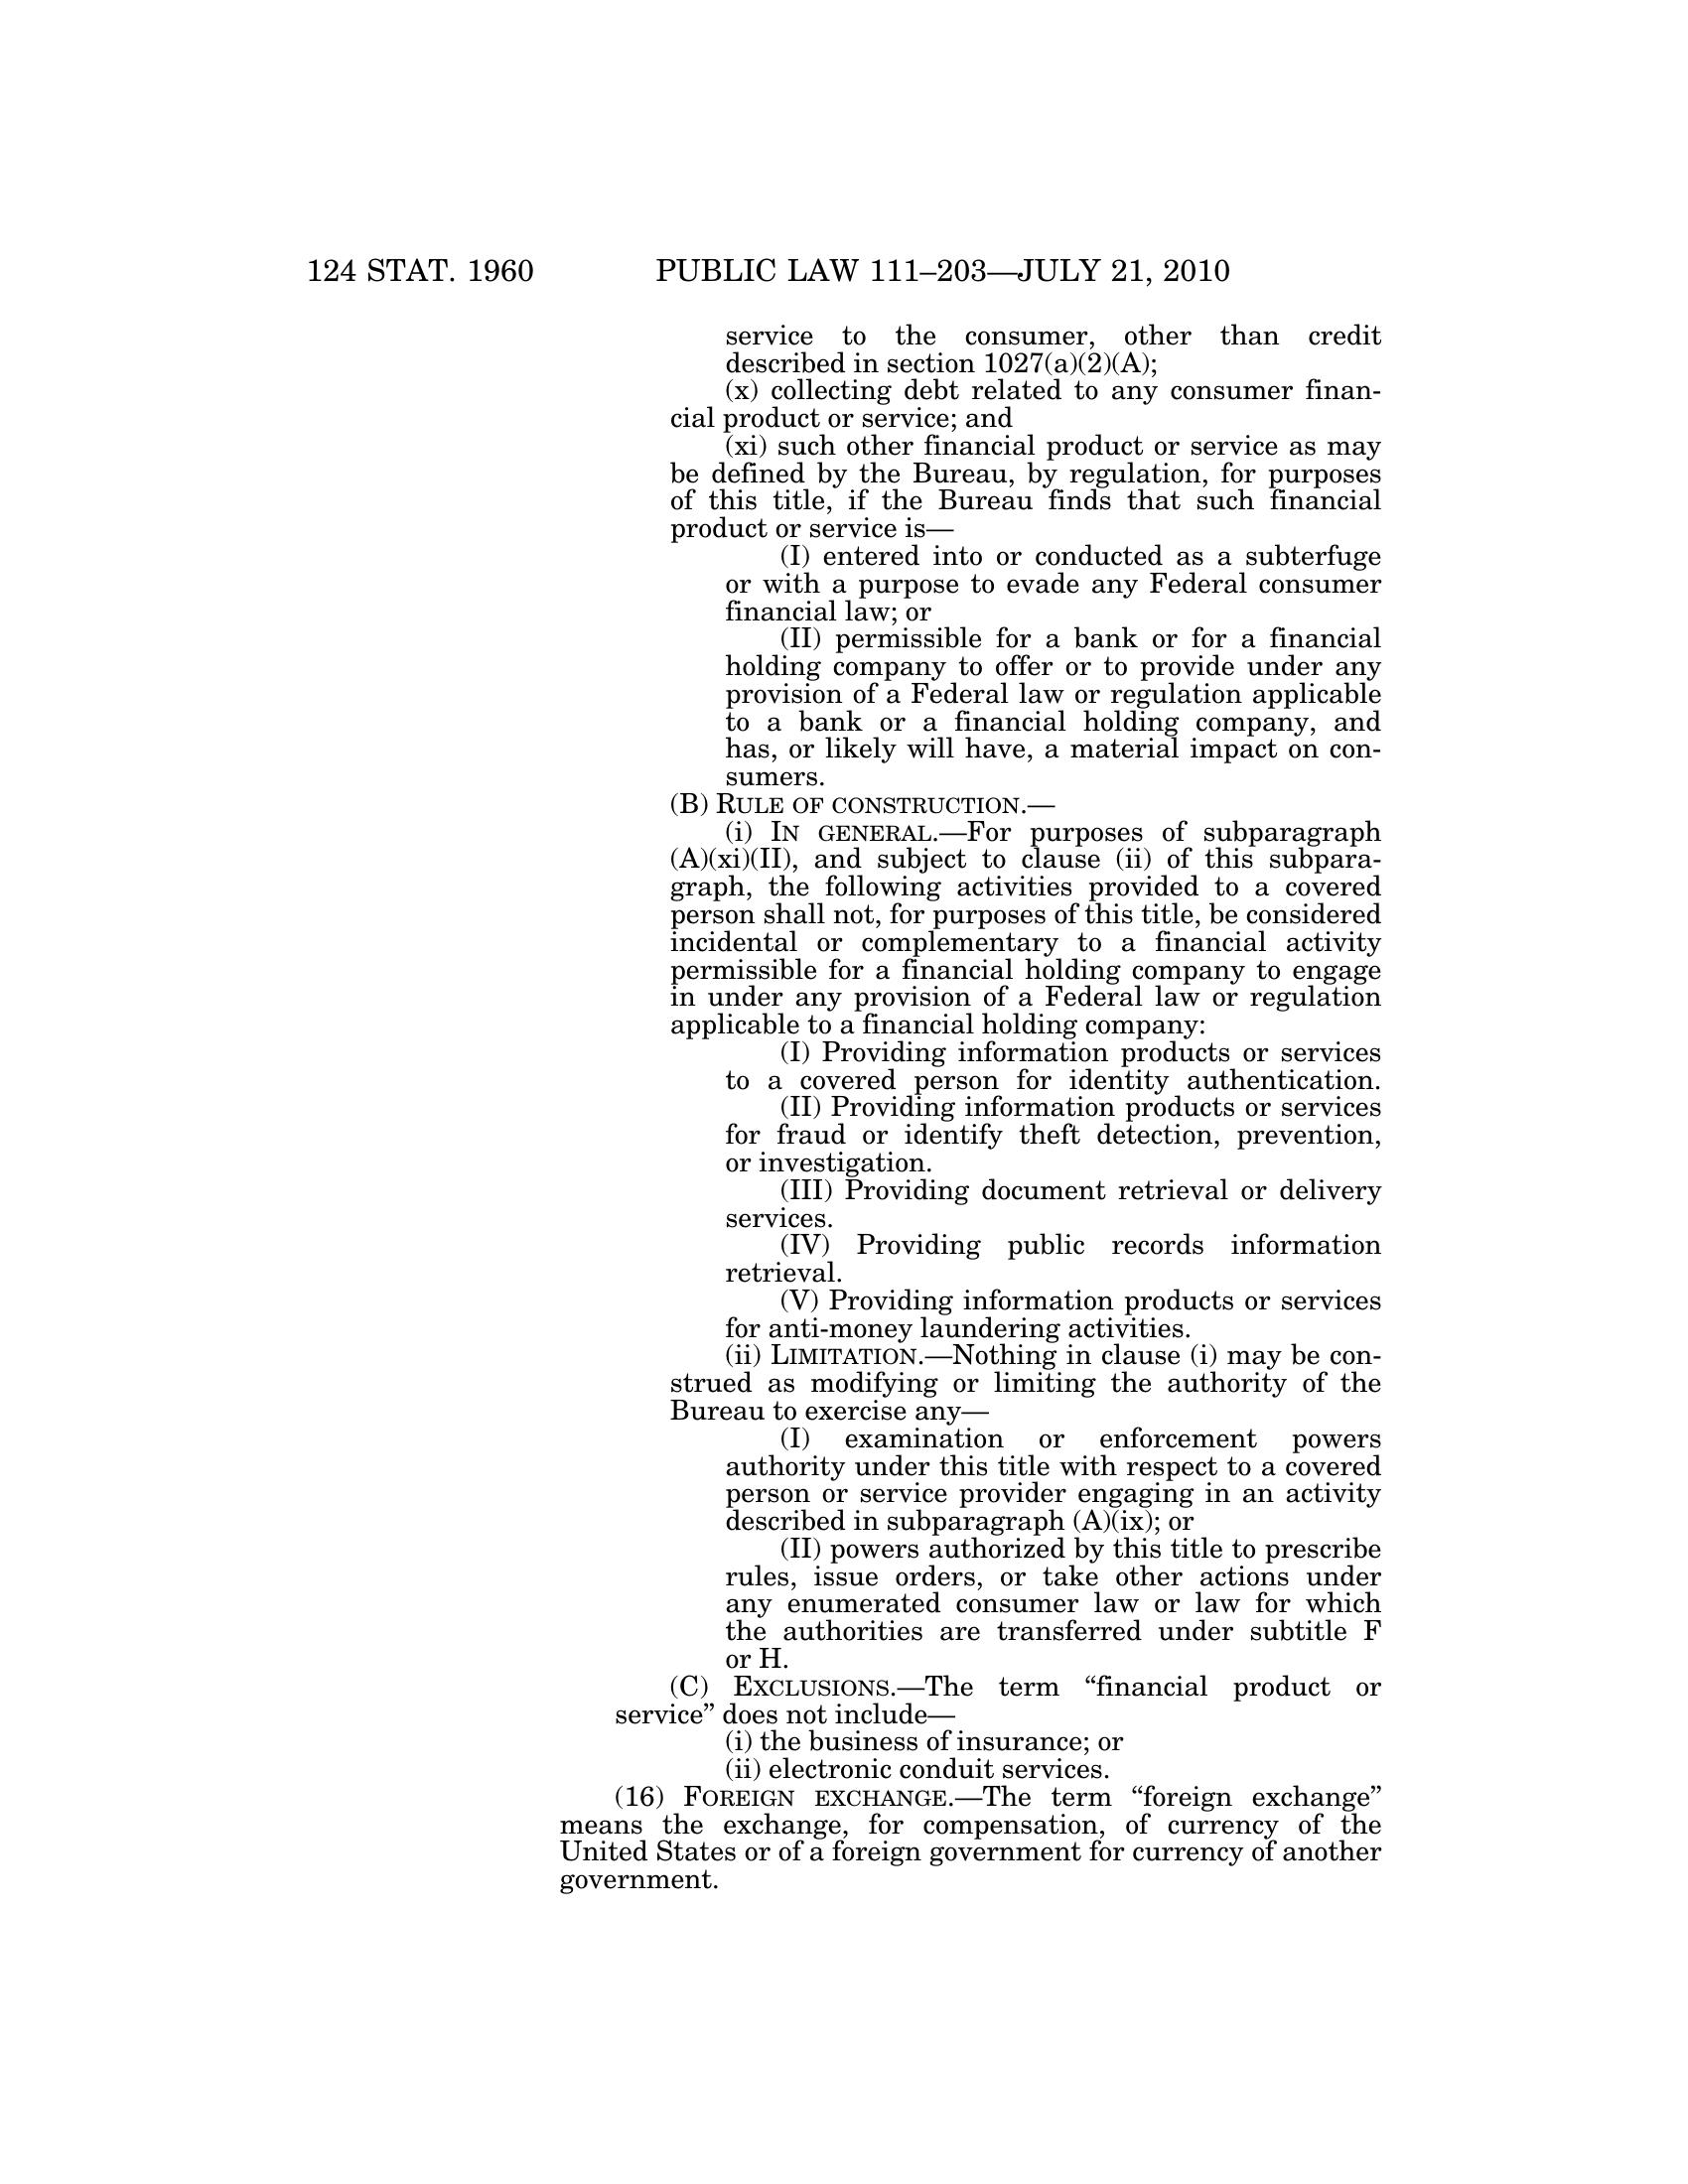 124 STAT. 1960 PUBLIC LAW 111–203—JULY 21, 2010
service to the consumer, other than credit
described in section 1027(a)(2)(A);
(x) collecting debt related to any consumer finan-
cial product or service; and
(xi) such other financial product or service as may
be defined by the Bureau, by regulation, for purposes
of this title, if the Bureau finds that such financial
product or service is—
(I) entered into or conducted as a subterfuge
or with a purpose to evade any Federal consumer
financial law; or
(II) permissible for a bank or for a financial
holding company to offer or to provide under any
provision of a Federal law or regulation applicable
to a bank or a financial holding company, and
has, or likely will have, a material impact on con-
sumers.
(B) RULE OF CONSTRUCTION.—
(i) IN GENERAL.—For purposes of subparagraph
(A)(xi)(II), and subject to clause (ii) of this subpara-
graph, the following activities provided to a covered
person shall not, for purposes of this title, be considered
incidental or complementary to a financial activity
permissible for a financial holding company to engage
in under any provision of a Federal law or regulation
applicable to a financial holding company:
(I) Providing information products or services
to a covered person for identity authentication.
(II) Providing information products or services
for fraud or identify theft detection, prevention,
or investigation.
(III) Providing document retrieval or delivery
services.
(IV) Providing public records information
retrieval.
(V) Providing information products or services
for anti-money laundering activities.
(ii) LIMITATION.—Nothing in clause (i) may be con-
strued as modifying or limiting the authority of the
Bureau to exercise any—
(I) examination or enforcement powers
authority under this title with respect to a covered
person or service provider engaging in an activity
described in subparagraph (A)(ix); or
(II) powers authorized by this title to prescribe
rules, issue orders, or take other actions under
any enumerated consumer law or law for which
the authorities are transferred under subtitle F
or H.
(C) EXCLUSIONS.—The term “financial product or
service” does not include—
(i) the business of insurance; or
(ii) electronic conduit services.
(16) FOREIGN EXCHANGE.—The term “foreign exchange”
means the exchange, for compensation, of currency of the
United States or of a foreign government for currency of another
government.